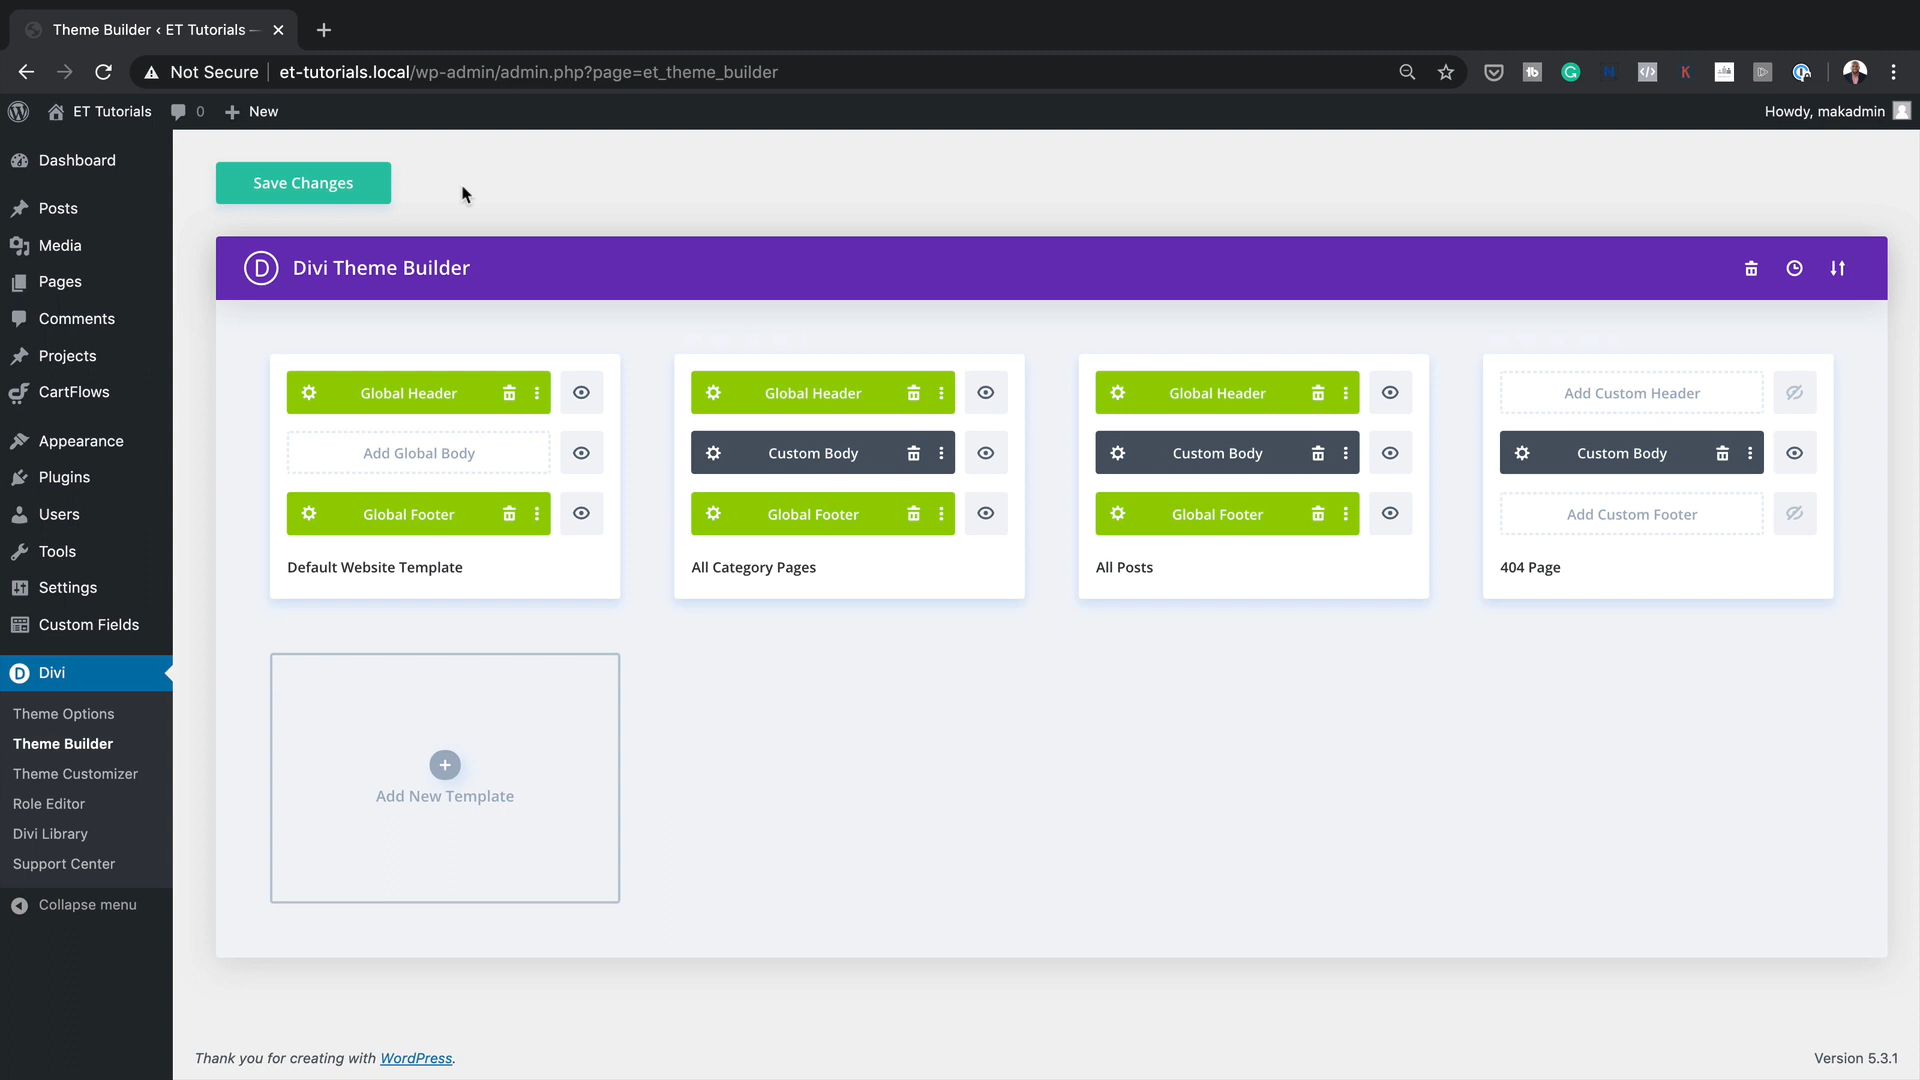 Theme Builder ‹ ET Tutorials —
Not Secure
et-tutorials.local/wp-admin/admin.php?page=et_theme_builder
ET Tutorials
0
New
Howdy, makadmin
Dashboard
Posts
Media
Pages
Comments
Projects
CartFlows
Appearance
Plugins
Users
Tools
Settings
Custom Fields
Divi
Theme Options
Theme Builder
Theme Customizer
Role Editor
Divi Library
Support Center
Collapse menu
Save Changes
Divi Theme Builder
Global Header
Add Global Body
Global Footer
Default Website Template
Global Header
Custom Body
Global Footer
All Category Pages
Global Header
Custom Body
Global Footer
All Posts
Add Custom Header
Custom Body
Add Custom Footer
404 Page
Add New Template
Thank you for creating with WordPress.
Version 5.3.1